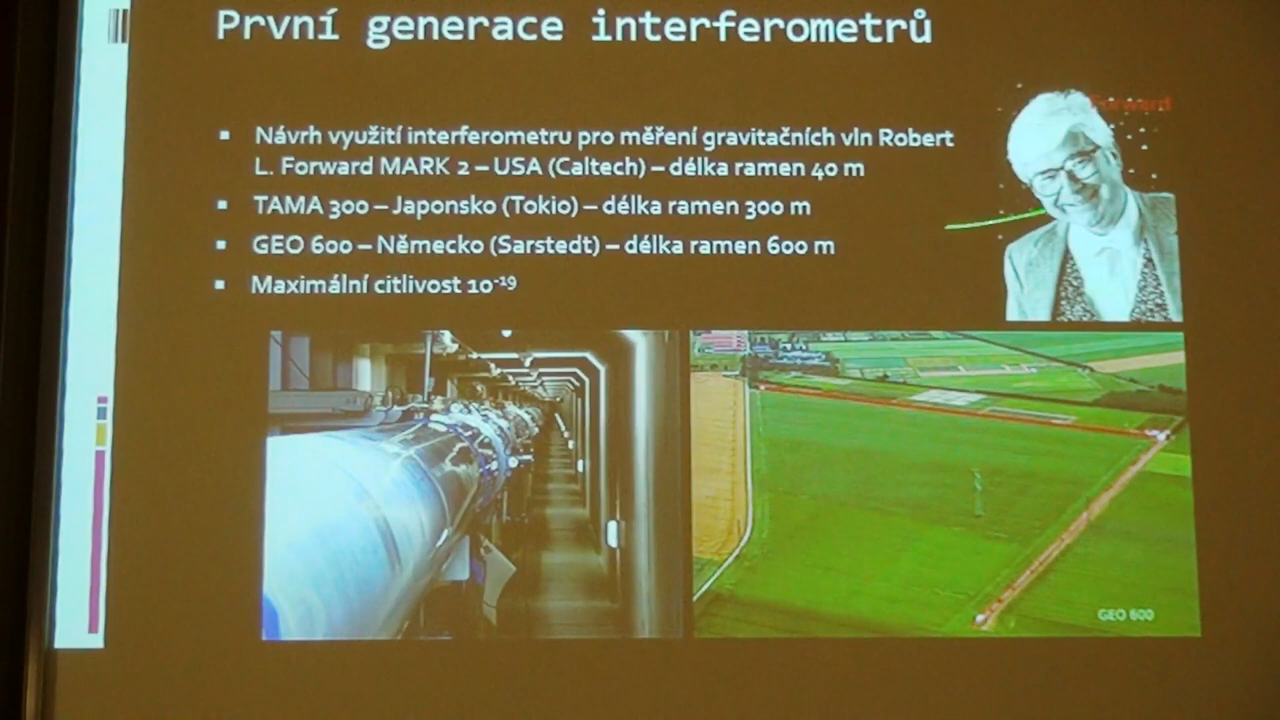 První generace interferometrů
Forward
▪ Návrh využití interferometru pro měření gravitačních vln Robert
L. Forward MARK 2 – USA (Caltech) – délka ramen 40 m
▪ TAMA 300 – Japonsko (Tokio) – délka ramen 300 m
▪ GEO 600 – Německo (Sarstedt) – délka ramen 600 m
▪ Maximální citlivost 10⁻¹⁹
GEO 600